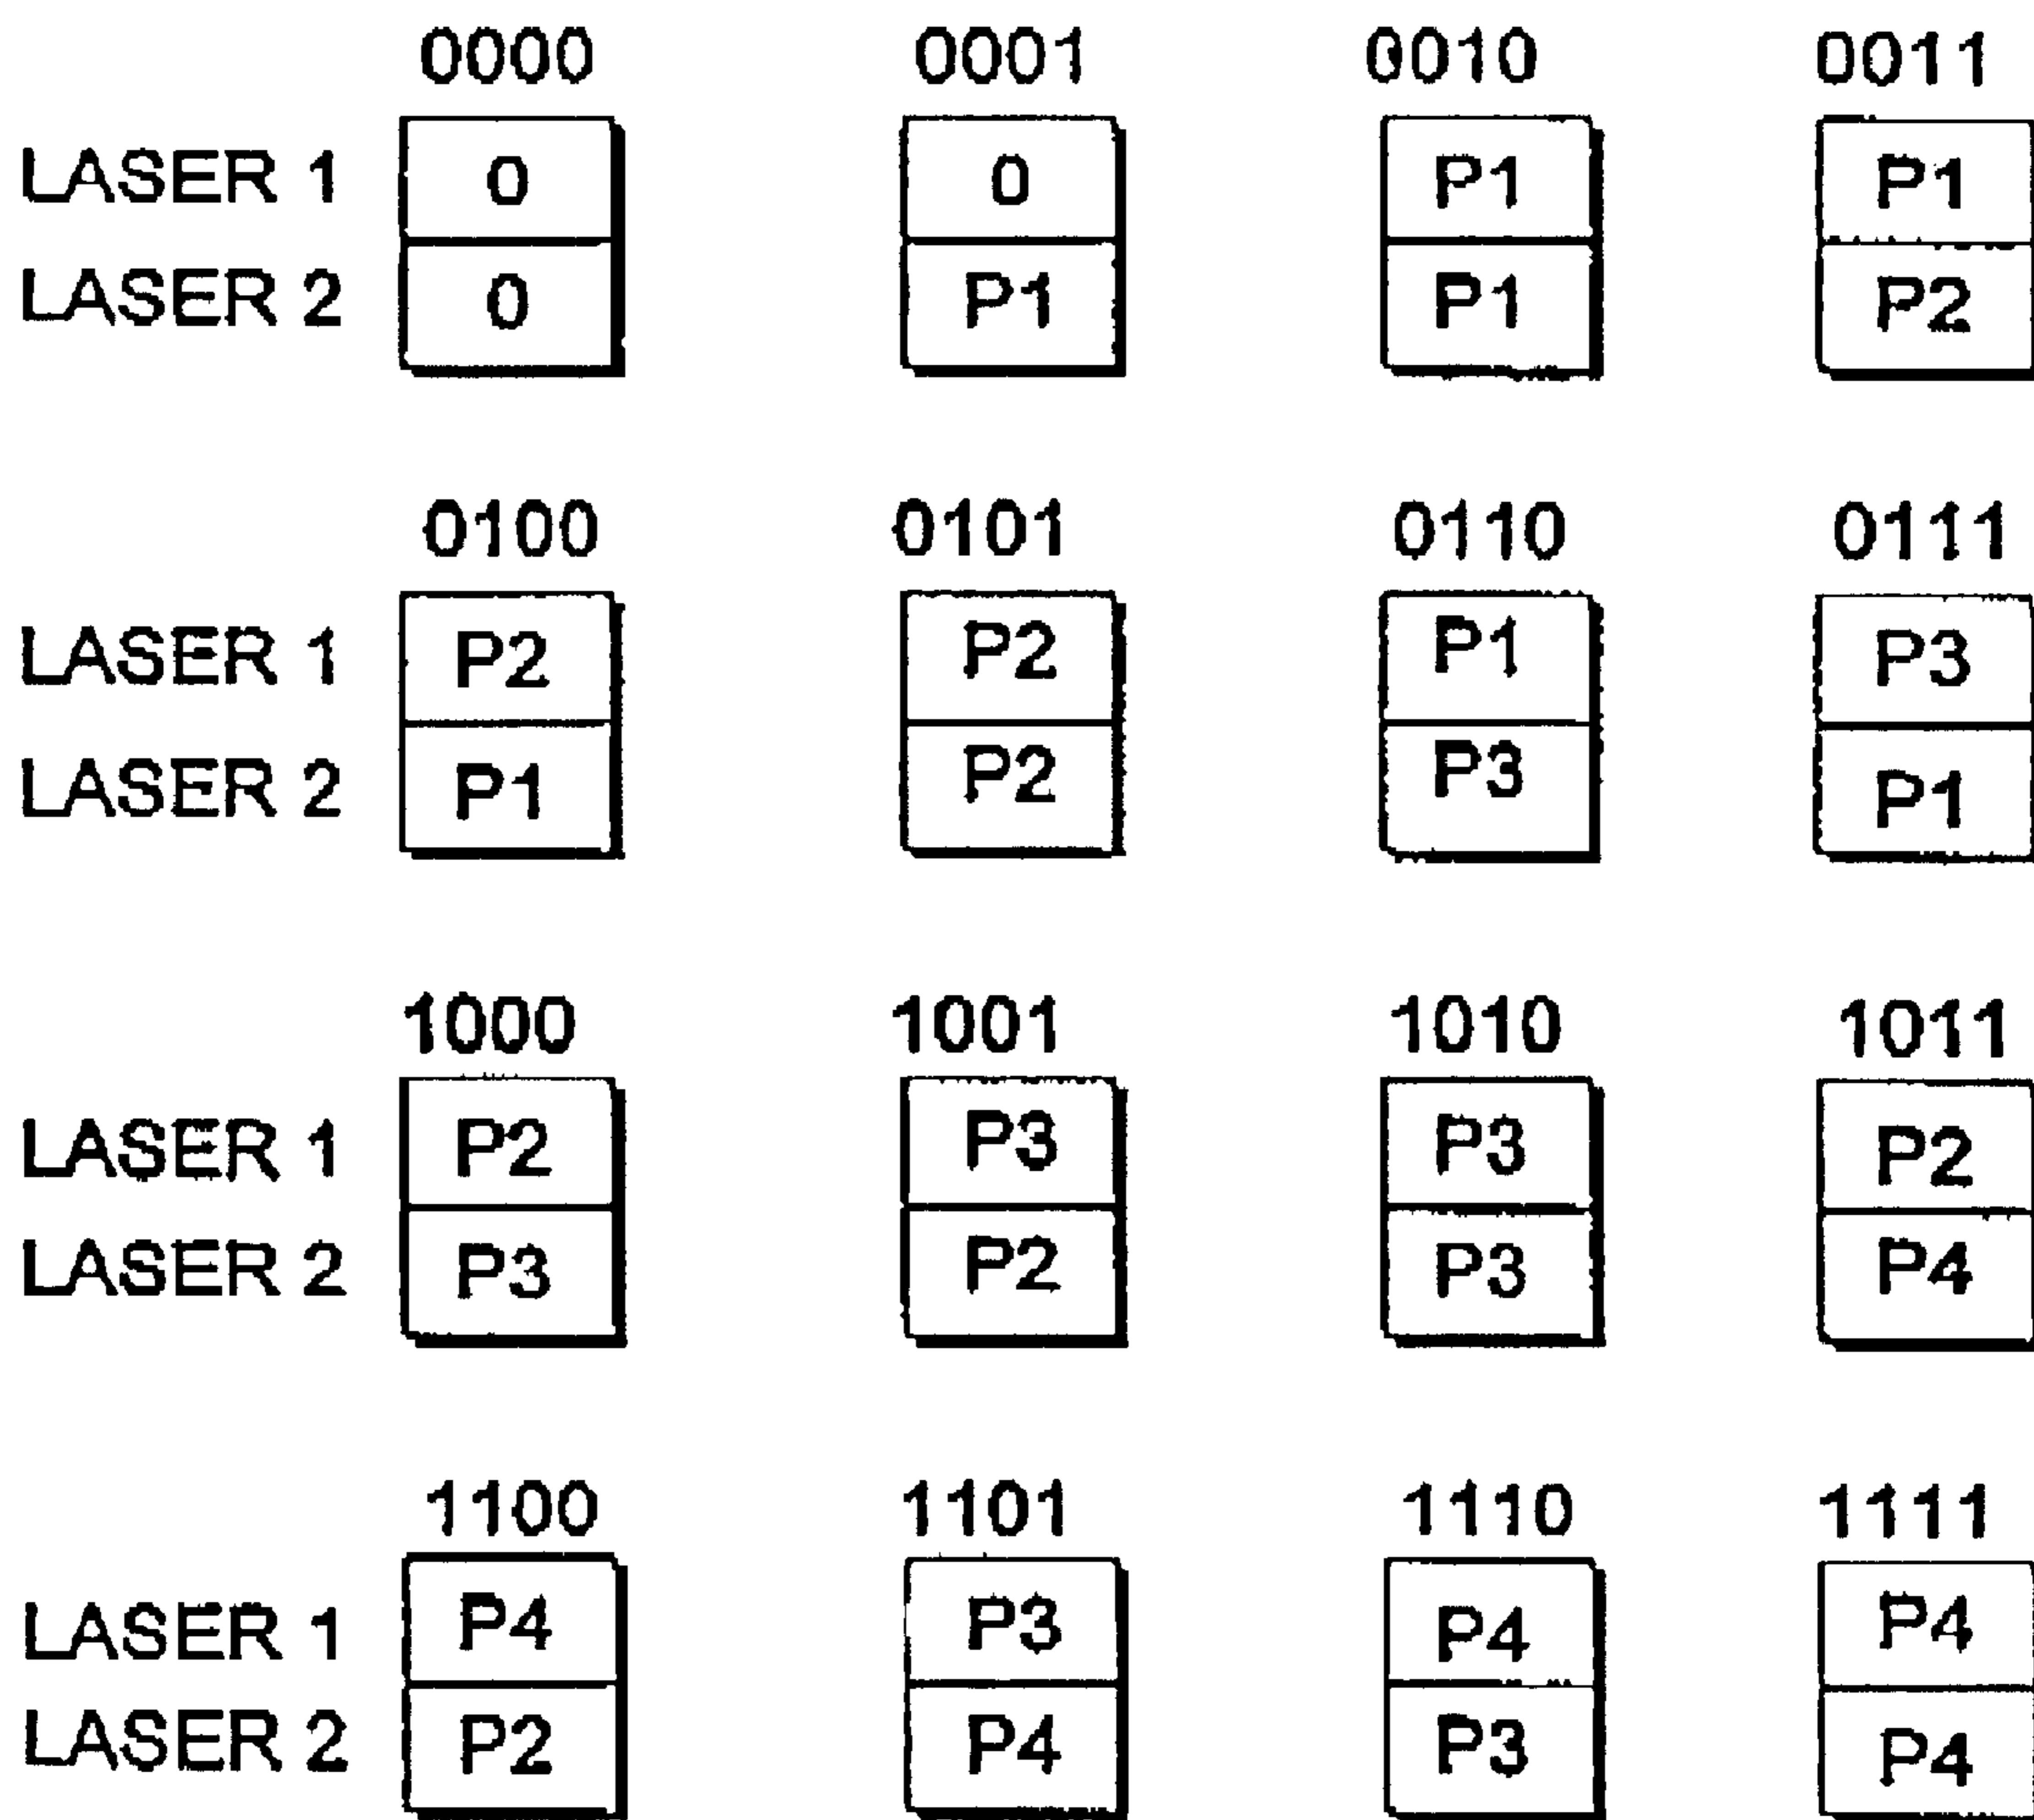 0000 0001 0010 0011
LASER 1 0 0 P1 P1
LASER 2 0 P1 P1 P2
0100 0101 0110 0111
LASER 1 P2 P2 P1 P3
LASER 2 P1 P2 P3 P1
1000 1001 1010 1011
LASER 1 P2 P3 P3 P2
LASER 2 P3 P2 P3 P4
1100 1101 1110 1111
LASER 1 P4 P3 P4 P4
LASER 2 P2 P4 P3 P4